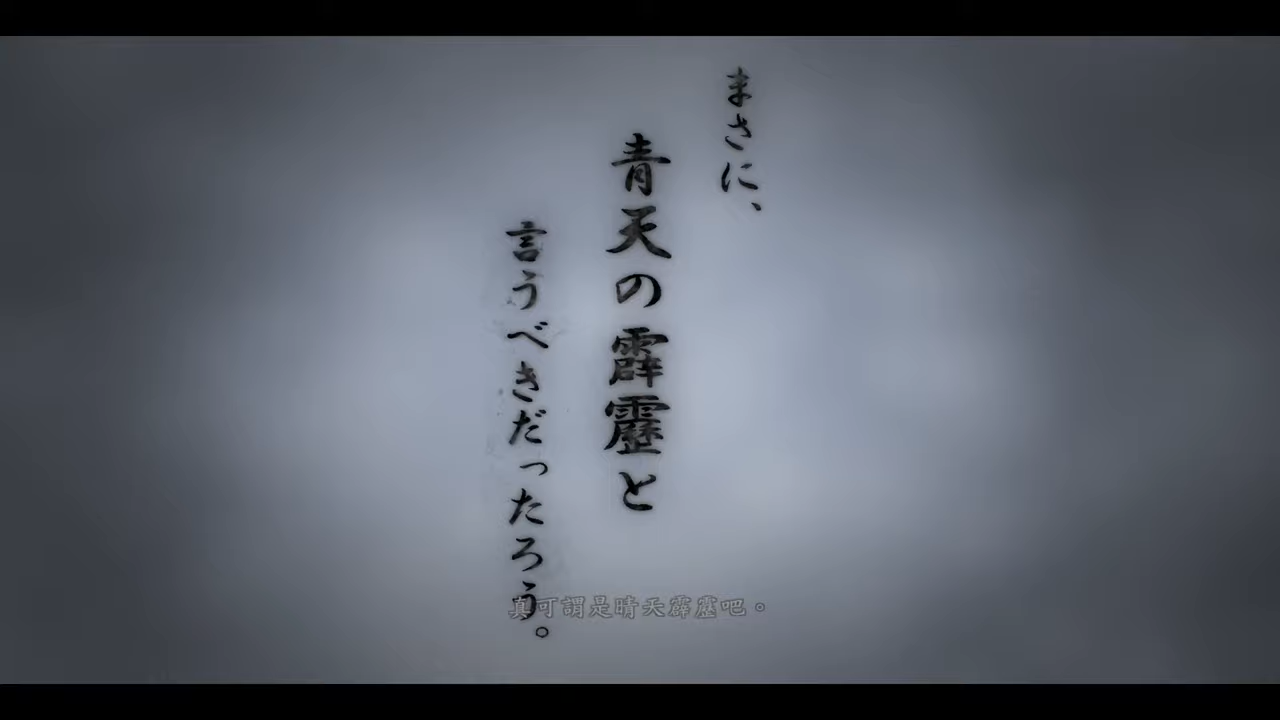 まさに、
青天の霹靂と
言うべきだったろう。
真可謂是晴天霹靂吧。